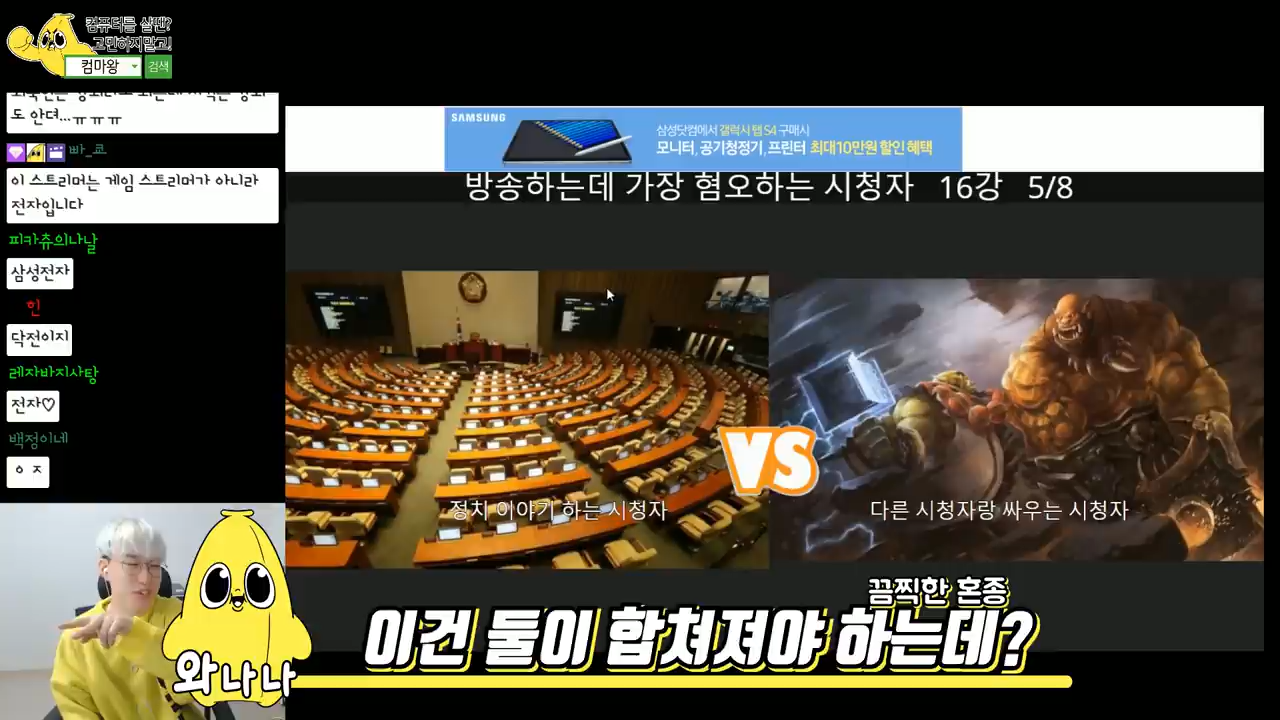 컴퓨터를 살땐?
고민하지말고!
컴마왕
검색
도 안뎌...ㅠㅠㅠ
빠_쿄
이 스트리머는 게임 스트리머가 아니라
전자입니다
피카츄의나날
삼성전자
힌
닥전이지
레자바지사탕
전자♡
백정이네
ㅇㅈ
SAMSUNG
삼성닷컴에서 갤럭시 탭 S4 구매시
모니터, 공기청정기, 프린터 최대10만원 할인 혜택
방송하는데 가장 혐오하는 시청자 16강 5/8
정치 이야기 하는 시청자
VS
다른 시청자랑 싸우는 시청자
끔찍한 혼종
이건 둘이 합쳐져야 하는데?
와나나